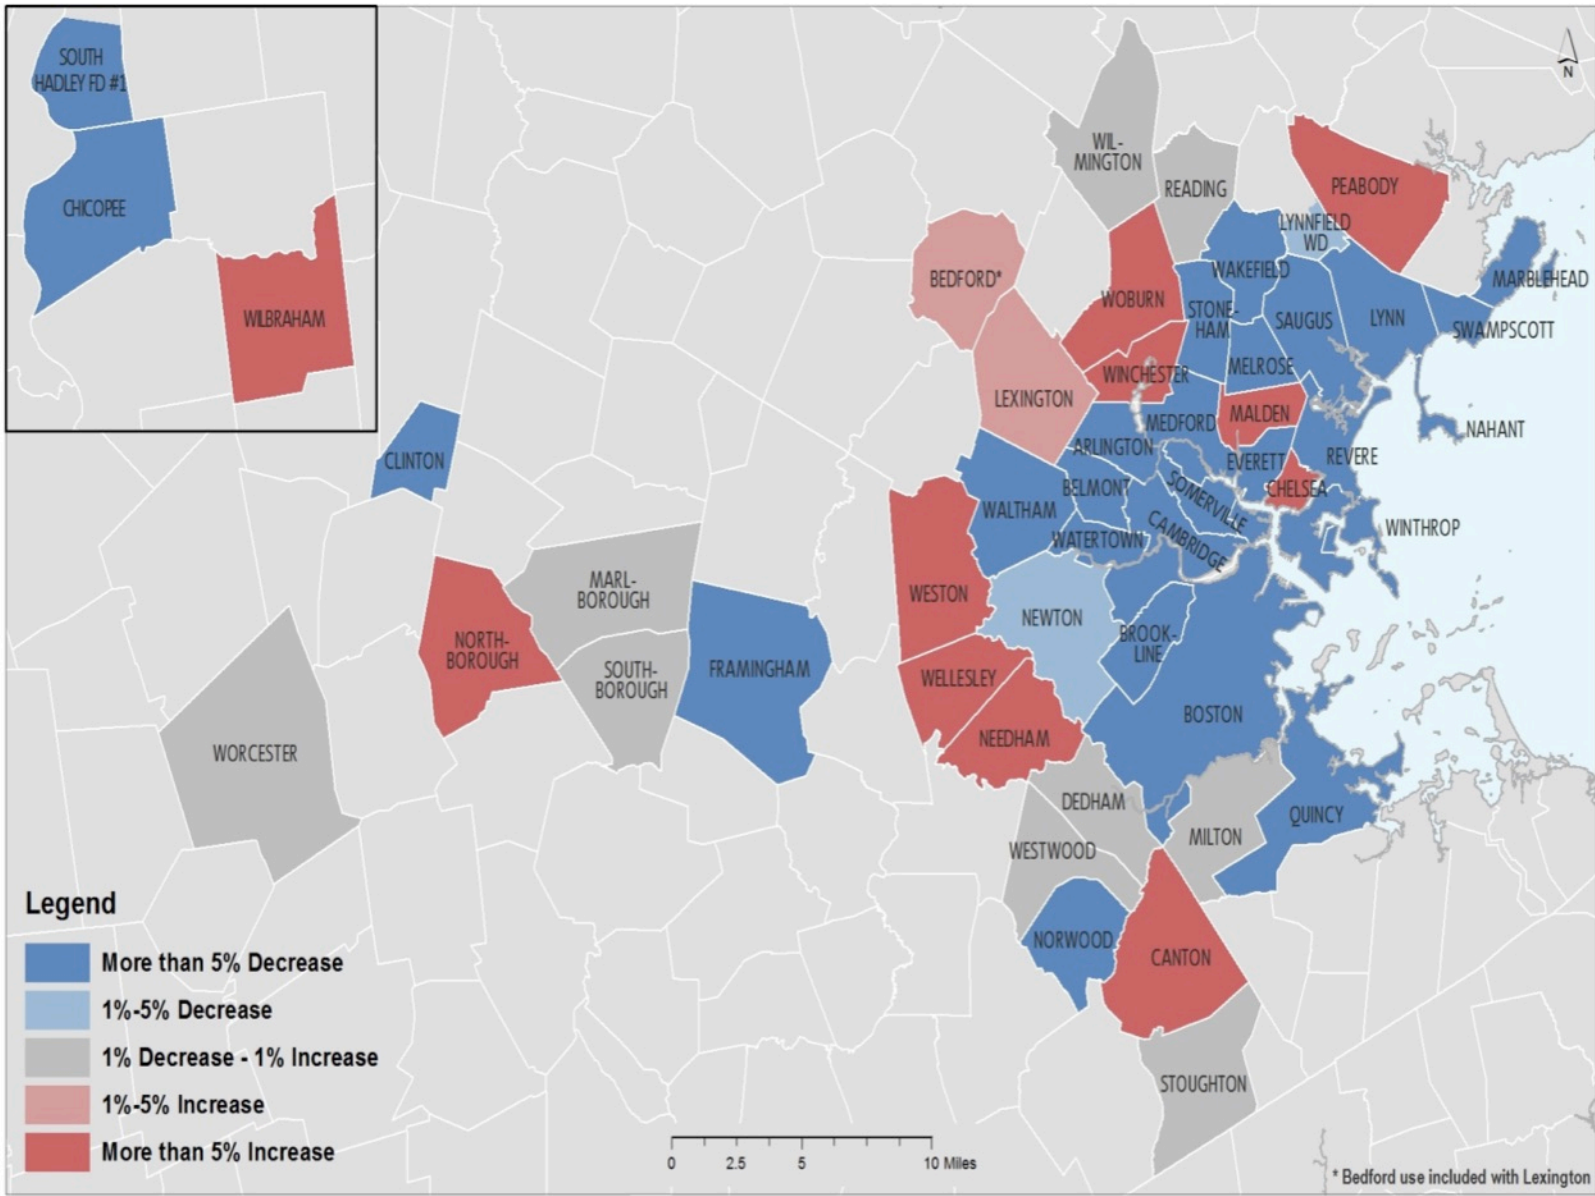 SOUTH
HADLEY FD #1
CHICOPEE
WILBRAHAM
N
WIL-
MINGTON
READING
PEABODY
LYNNFIELD
WD
BEDFORD*
WAKEFIELD
MARBLEHEAD
WOBURN
STONE-
HAM
SAUGUS
LYNN
SWAMPSCOTT
WINCHESTER
MELROSE
LEXINGTON
MEDFORD
MALDEN
NAHANT
ARLINGTON
EVERETT
REVERE
CLINTON
BELMONT
SOMERVILLE
CHELSEA
WALTHAM
WATERTOWN
CAMBRIDGE
WINTHROP
WESTON
MARL-
BOROUGH
NEWTON
BROOK-
LINE
NORTH-
BOROUGH
SOUTH-
BOROUGH
FRAMINGHAM
WELLESLEY
BOSTON
WORCESTER
NEEDHAM
DEDHAM
QUINCY
WESTWOOD
MILTON
NORWOOD
CANTON
STOUGHTON
Legend
More than 5% Decrease
1%-5% Decrease
1% Decrease - 1% Increase
1%-5% Increase
More than 5% Increase
0 2.5 5 10 Miles
* Bedford use included with Lexington